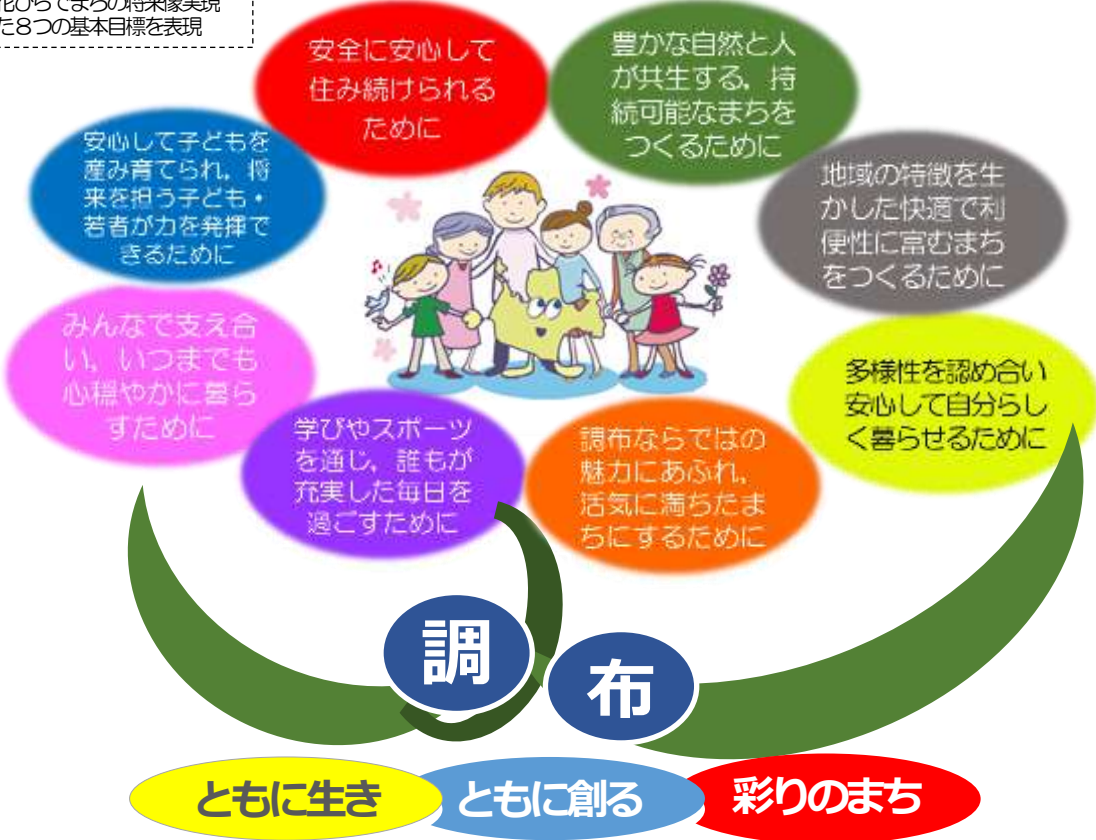 花びらでまちの将来像実現
た８つの基本目標を表現
安全に安心して
住み続けられる
ために
豊かな自然と人
が共生する，持
続可能なまちを
つくるために
安心して子どもを
産み育てられ，将
来を担う子ども・
若者が力を発揮で
きるために
地域の特徴を生
かした快適で利
便性に富むまち
をつくるために
みんなで支え合
い，いつまでも
心穏やかに暮ら
すために
多様性を認め合い
安心して自分らし
く暮らせるために
学びやスポーツ
を通じ，誰もが
充実した毎日を
過ごすために
調布ならではの
魅力にあふれ，
活気に満ちたま
ちにするために
調
布
ともに生き
ともに創る
彩りのまち